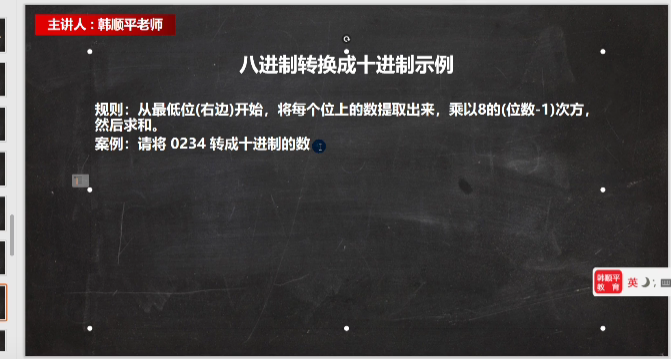 主讲人:韩顺平老师
八进制转换成十进制示例
规则：从最低位(右边)开始，将每个位上的数提取出来，乘以8的(位数-1)次方，
然后求和。
案例：请将 0234 转成十进制的数
韩顺平
教 育
英